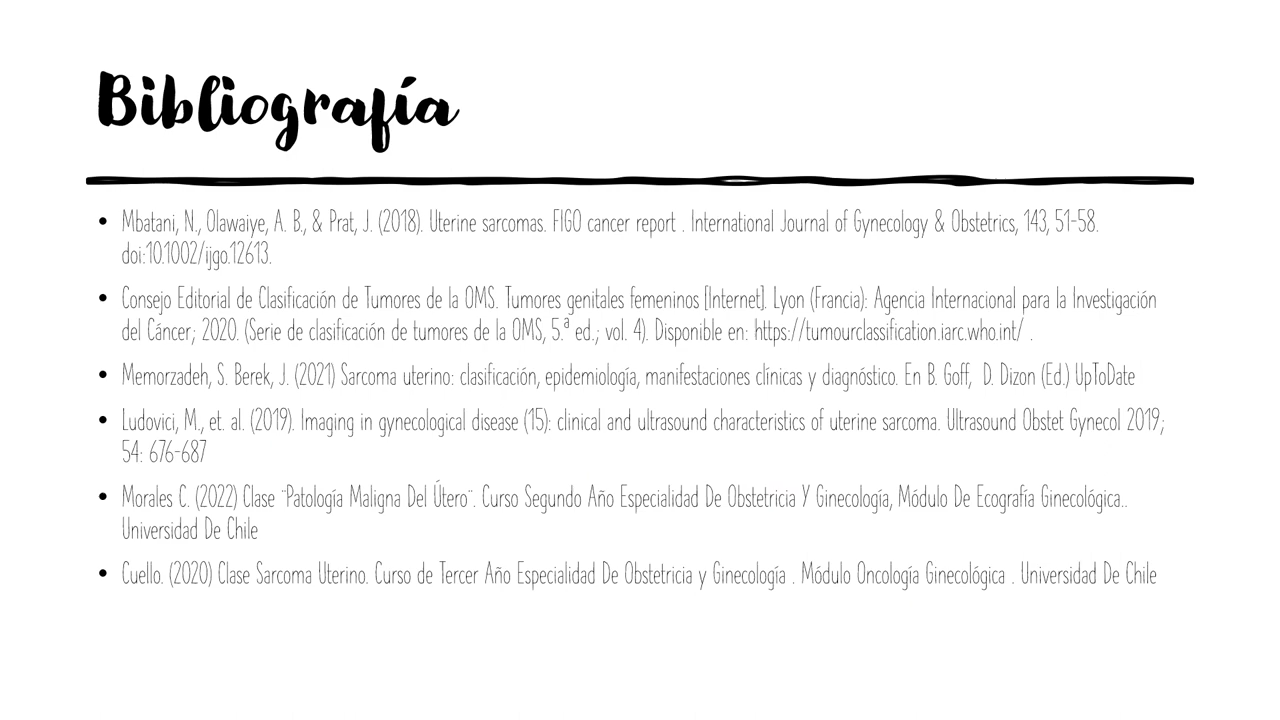 Bibliografía
• Mbatani, N., Olawaiye, A. B., & Prat, J. (2018). Uterine sarcomas. FIGO cancer report . International Journal of Gynecology & Obstetrics, 143, 51-58.
doi:10.1002/ijgo.12613.
• Consejo Editorial de Clasificación de Tumores de la OMS. Tumores genitales femeninos [Internet]. Lyon (Francia): Agencia Internacional para la Investigación
del Cáncer; 2020. (Serie de clasificación de tumores de la OMS, 5.ª ed.; vol. 4). Disponible en: https://tumourclassification.iarc.who.int/ .
• Memorzadeh, S. Berek, J. (2021) Sarcoma uterino: clasificación, epidemiología, manifestaciones clínicas y diagnóstico. En B. Goff, D. Dizon (Ed.) UpToDate
• Ludovici, M., et. al. (2019). Imaging in gynecological disease (15): clinical and ultrasound characteristics of uterine sarcoma. Ultrasound Obstet Gynecol 2019;
54: 676-687
• Morales C. (2022) Clase ¨Patología Maligna Del Útero¨. Curso Segundo Año Especialidad De Obstetricia Y Ginecología, Módulo De Ecografía Ginecológica..
Universidad De Chile
• Cuello. (2020) Clase Sarcoma Uterino. Curso de Tercer Año Especialidad De Obstetricia y Ginecología . Módulo Oncología Ginecológica . Universidad De Chile